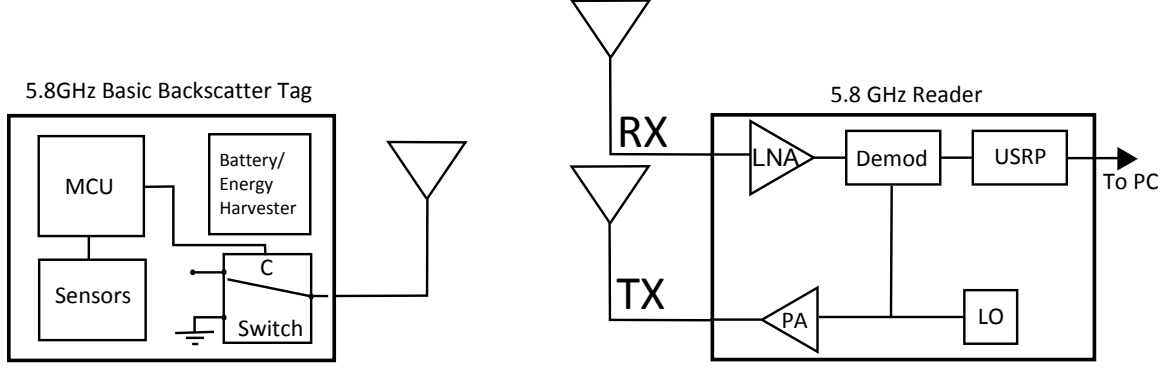 5.8GHz Basic Backscatter Tag
MCU
Battery/
Energy
Harvester
Sensors
C
Switch
5.8 GHz Reader
RX
LNA
Demod
USRP
To PC
TX
PA
LO